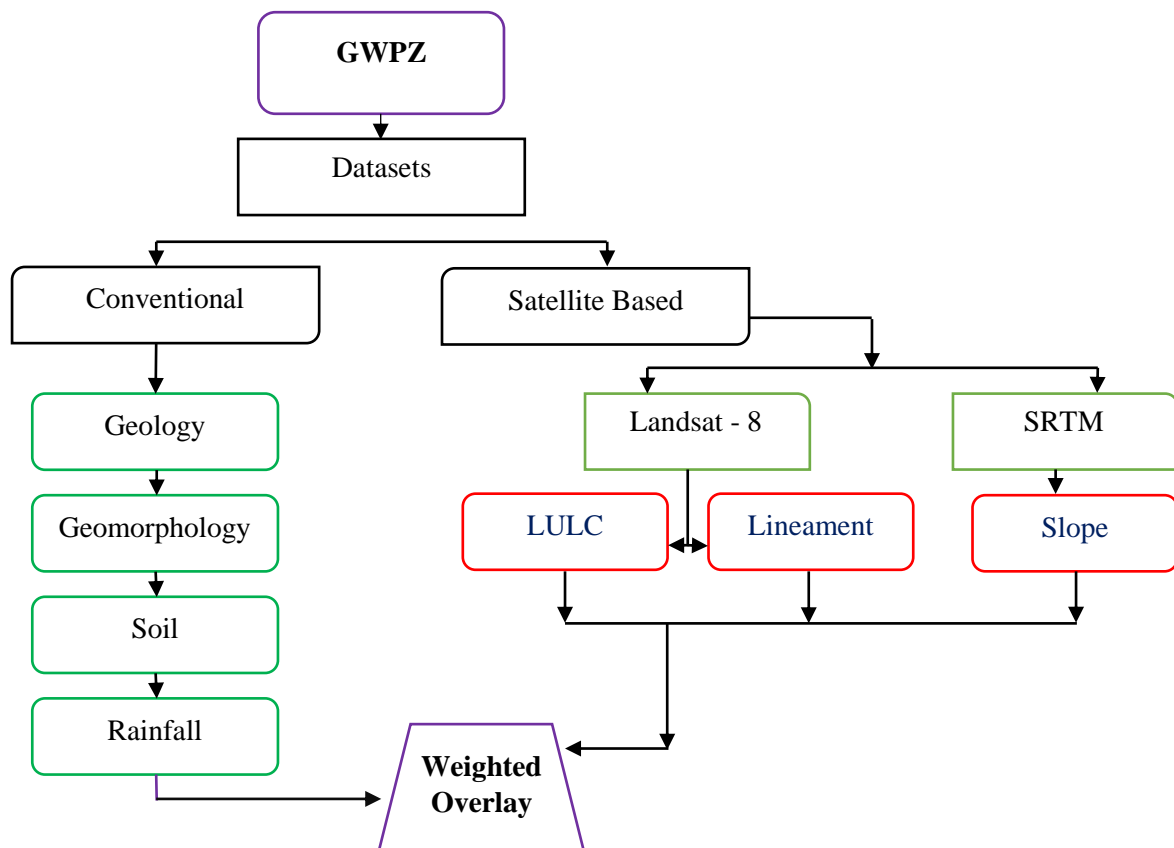 GWPZ
Datasets
Conventional
Satellite Based
Geology
Landsat - 8
SRTM
Geomorphology
LULC
Lineament
Slope
Soil
Rainfall
Weighted
Overlay